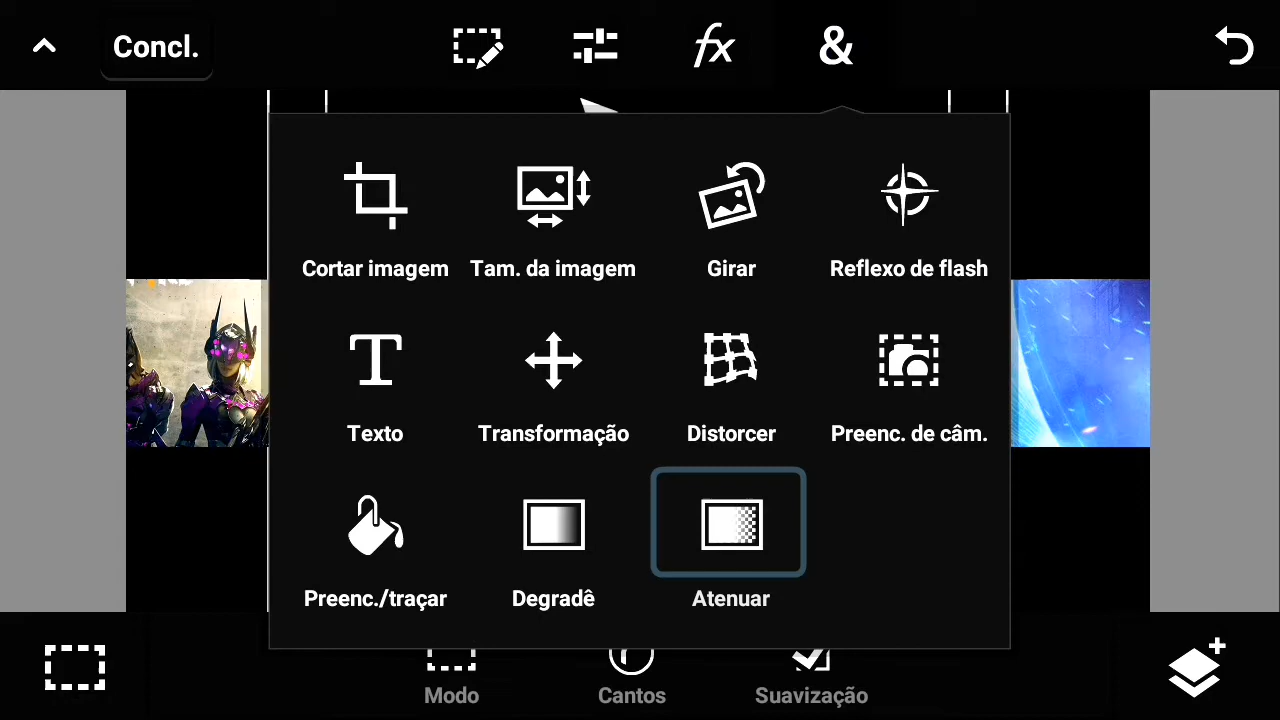 Concl.
fx
&
Cortar imagem
Tam. da imagem
Girar
Reflexo de flash
T
Texto
Transformação
Distorcer
Preenc. de câm.
Preenc./traçar
Degradê
Atenuar
Modo
Cantos
Suavização